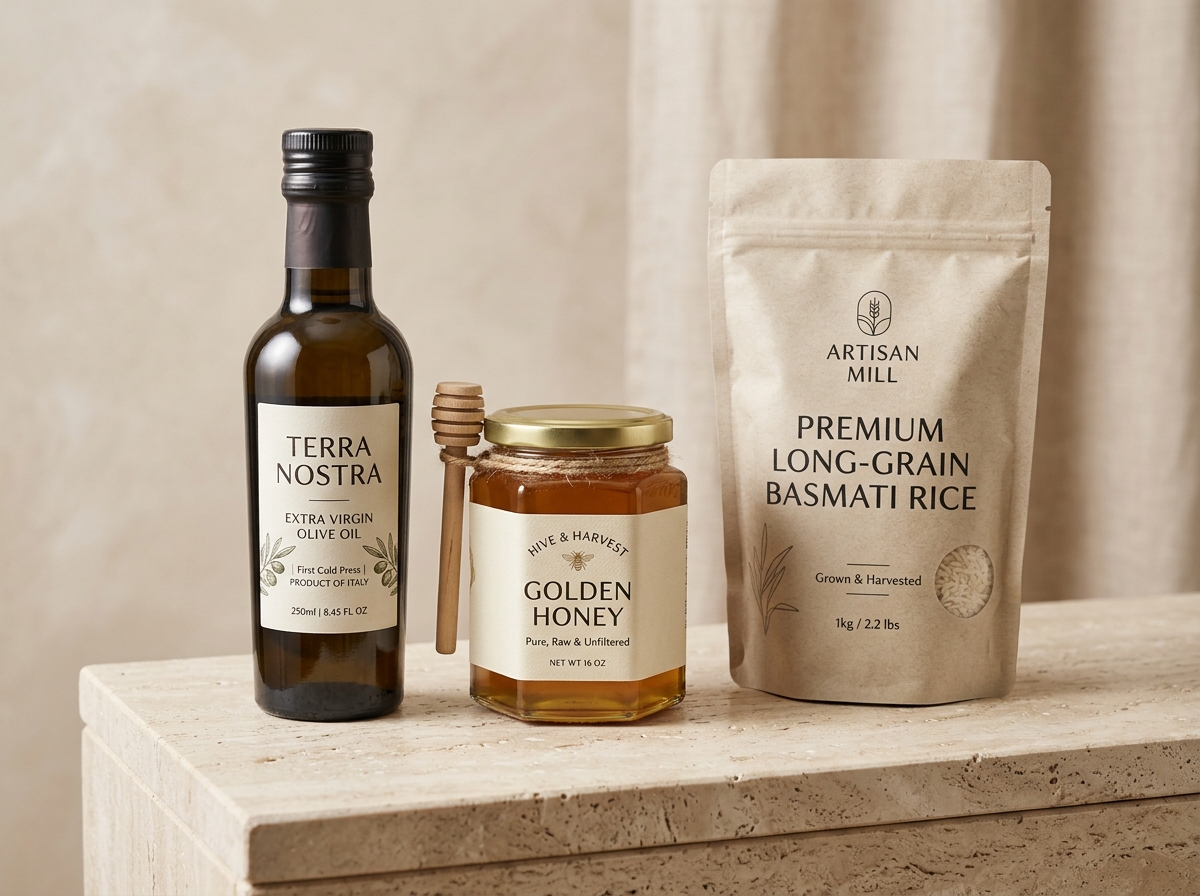 TERRA
NOSTRA
EXTRA VIRGIN
OLIVE OIL
| First Cold Press |
PRODUCT OF ITALY
250ml | 8.45 FL OZ
HIVE & HARVEST
GOLDEN
HONEY
Pure, Raw & Unfiltered
NET WT 16 OZ
ARTISAN
MILL
PREMIUM
LONG-GRAIN
BASMATI RICE
Grown & Harvested
1kg / 2.2 lbs